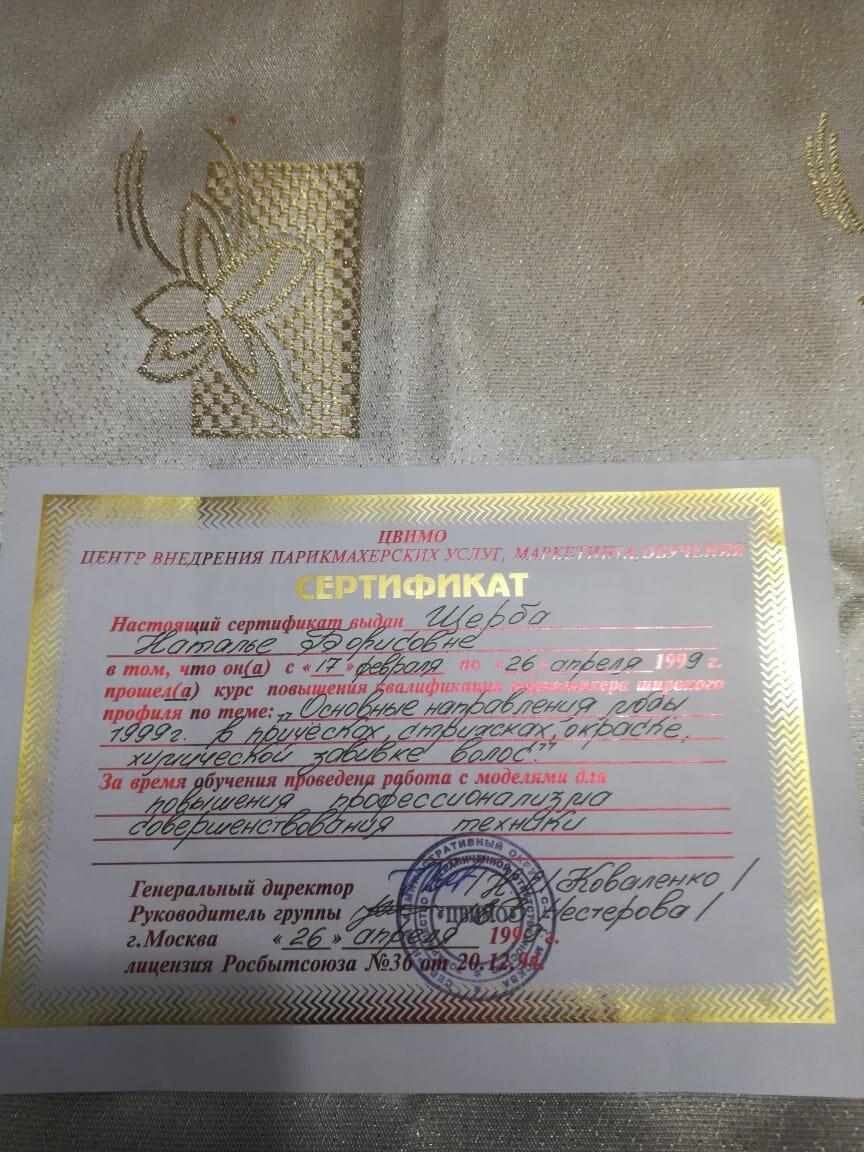 ЦВИМО
ЦЕНТР ВНЕДРЕНИЯ ПАРИКМАХЕРСКИХ УСЛУГ, МАРКЕТИНГА, ОБУЧЕНИЯ
СЕРТИФИКАТ
Настоящий сертификат выдан Щерба
Наталье Борисовне
в том, что он(а) с «17» февраля по «26» апреля 1999 г.
прошел(а) курс повышения квалификации парикмахера широкого
профиля по теме: „Основные направления моды
1999г. в причёсках, стрижках, окраске,
химической завивке волос."
За время обучения проведена работа с моделями для
повышения профессионализма
совершенствования техники
Генеральный директор /Коваленко/
Руководитель группы Нестерова/
г.Москва «26» апреля 1999 г.
лицензия Росбытсоюза №36 от 20.12.
ЦВИМО